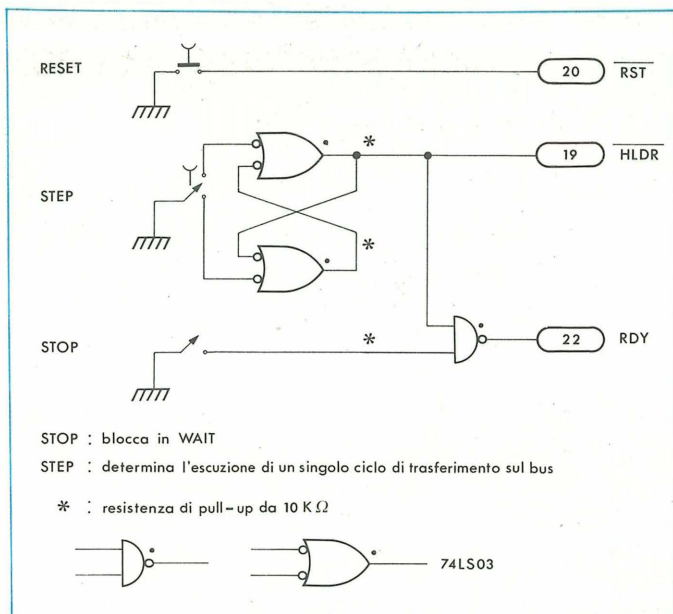 RESET
20
RST
19
HLDR
*
STEP
*
STOP
*
22
RDY
STOP : blocca in WAIT
STEP : determina l'escuzione di un singolo ciclo di trasferimento sul bus
* : resistenza di pull-up da 10 K Ω
74LS03